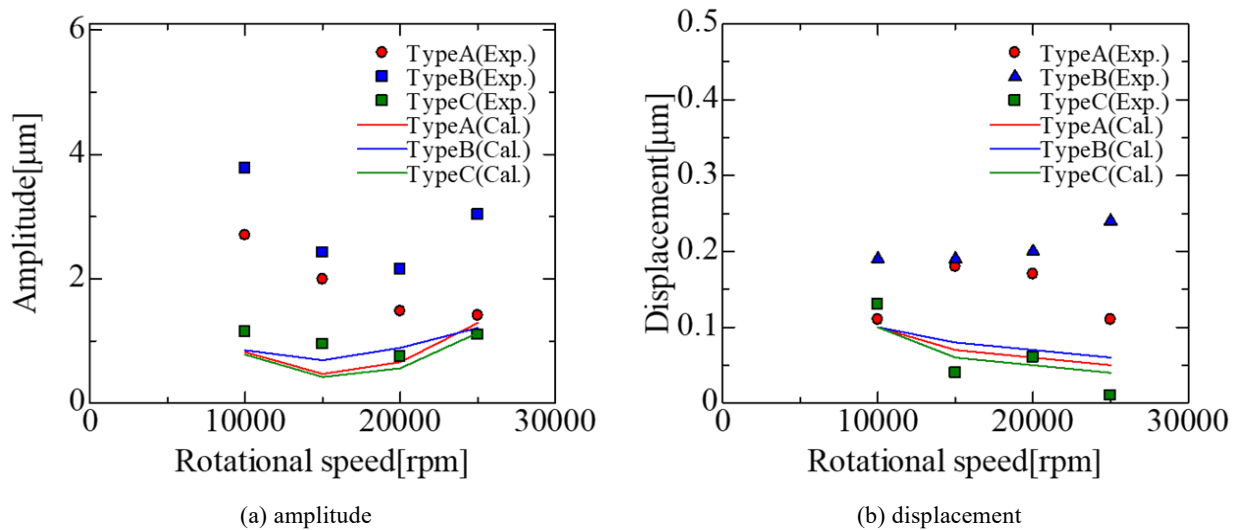 6
4
2
0
Amplitude[μm]
TypeA(Exp.)
TypeB(Exp.)
TypeC(Exp.)
TypeA(Cal.)
TypeB(Cal.)
TypeC(Cal.)
0 10000 20000 30000
Rotational speed[rpm]
(a) amplitude
0.5
0.4
0.3
0.2
0.1
0
Displacement[μm]
TypeA(Exp.)
TypeB(Exp.)
TypeC(Exp.)
TypeA(Cal.)
TypeB(Cal.)
TypeC(Cal.)
0 10000 20000 30000
Rotational speed[rpm]
(b) displacement